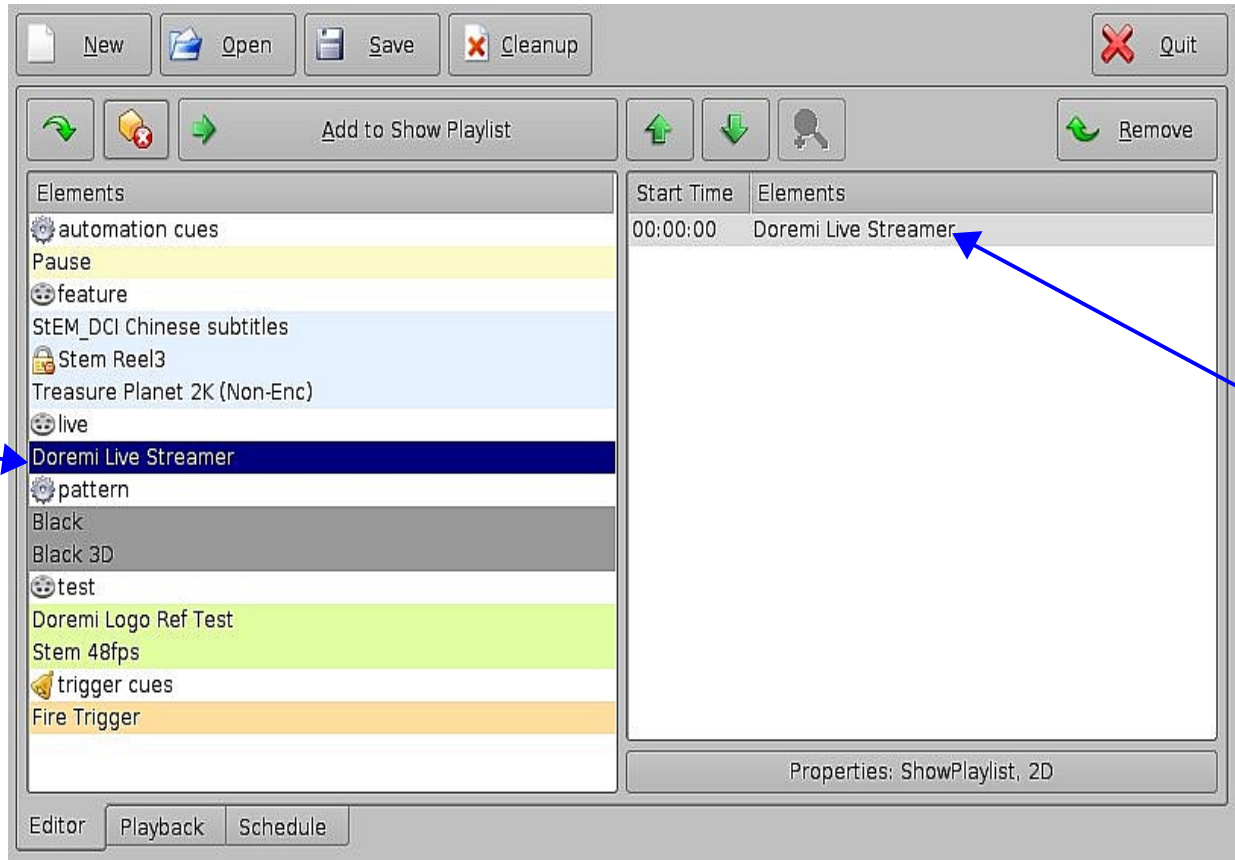 New Open Save Cleanup Quit
Add to Show Playlist Remove
Elements
automation cues
Pause
feature
StEM_DCI Chinese subtitles
Stem Reel3
Treasure Planet 2K (Non-Enc)
live
Doremi Live Streamer
pattern
Black
Black 3D
test
Doremi Logo Ref Test
Stem 48fps
trigger cues
Fire Trigger
Start Time Elements
00:00:00 Doremi Live Streamer
Properties: ShowPlaylist, 2D
Editor Playback Schedule